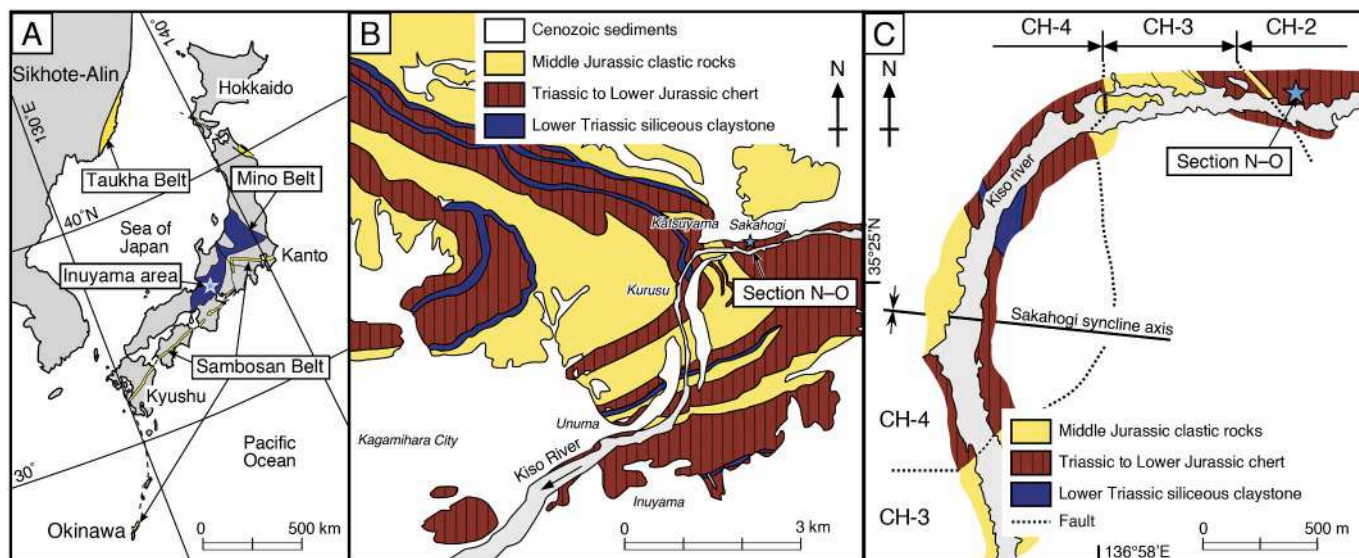 A
140°
Sikhote-Alin
Hokkaido
130°E
Taukha Belt
Mino Belt
40°N
Sea of
Japan
Kanto
Inuyama area
Sambosan Belt
Kyushu
Pacific
Ocean
30°
Okinawa
0
500 km
B
Cenozoic sediments
Middle Jurassic clastic rocks
Triassic to Lower Jurassic chert
Lower Triassic siliceous claystone
N
Katsuyama
Sakahogi
35°25'N
Kurusu
Section N–O
Unuma
Kagamihara City
Kiso River
Inuyama
0
3 km
C
CH-4
CH-3
CH-2
N
Section N–O
Kiso river
Sakahogi syncline axis
CH-4
CH-3
Middle Jurassic clastic rocks
Triassic to Lower Jurassic chert
Lower Triassic siliceous claystone
Fault
0
500 m
136°58'E